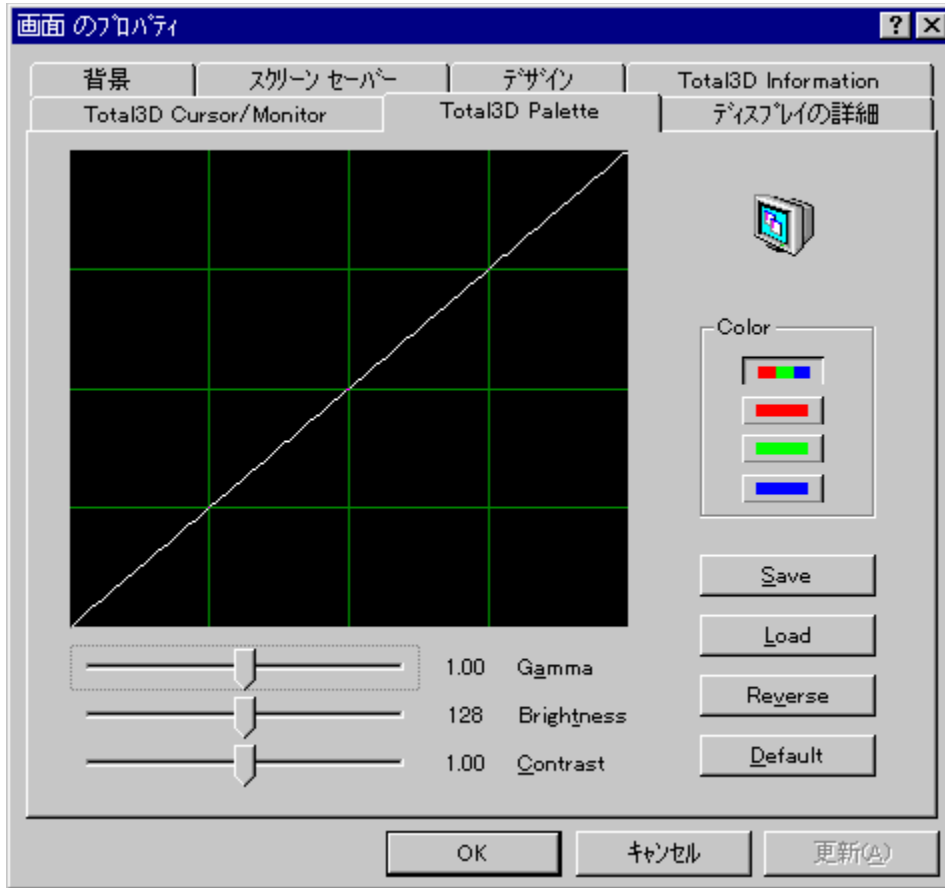 画面 のﾌﾟﾛﾊﾟﾃｨ
背景 ｽｸﾘｰﾝ ｾｰﾊﾞｰ ﾃﾞｻﾞｲﾝ Total3D Information
Total3D Cursor/Monitor Total3D Palette ﾃﾞｨｽﾌﾟﾚｲの詳細
Color
Save
Load
Reverse
Default
1.00 Gamma
128 Brightness
1.00 Contrast
OK ｷｬﾝｾﾙ 更新(A)